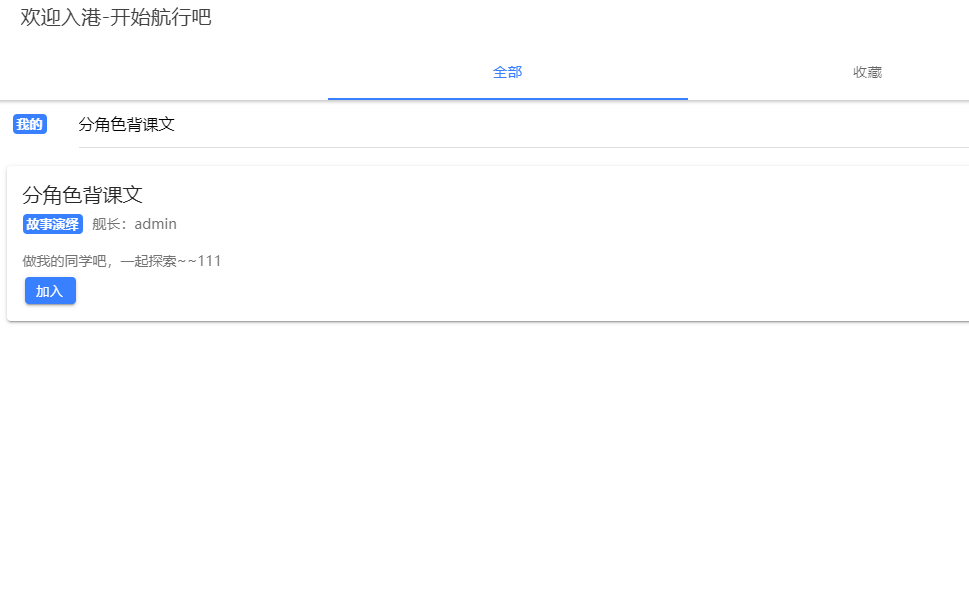 欢迎入港-开始航行吧
全部 收藏
我的 分角色背课文
分角色背课文
故事演绎 舰长：admin
做我的同学吧，一起探索~~111
加入